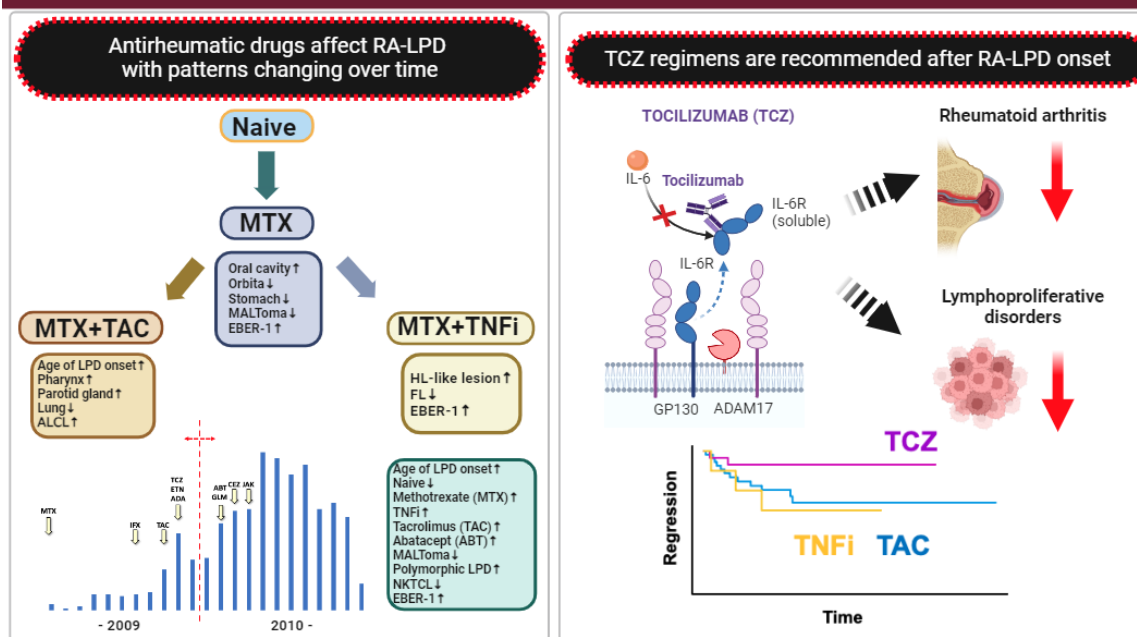 Antirheumatic drugs affect RA-LPD
with patterns changing over time
Naive
MTX
Oral cavity↑
Orbita↓
Stomach↓
MALToma↓
EBER-1↑
MTX+TAC
Age of LPD onset↑
Pharynx↑
Parotid gland↑
Lung↓
ALCL↑
MTX+TNFi
HL-like lesion↑
FL↓
EBER-1↑
Age of LPD onset↑
Naive↓
Methotrexate (MTX)↑
TNFi↑
Tacrolimus (TAC)↑
Abatacept (ABT)↑
MALToma↓
Polymorphic LPD↑
NKTCL↓
EBER-1↑
MTX
IFX
TAC
TCZ
ETN
ADA
ABT
GLM
CEZ
JAK
- 2009
2010 -
TCZ regimens are recommended after RA-LPD onset
TOCILIZUMAB (TCZ)
IL-6
Tocilizumab
IL-6R
(soluble)
IL-6R
GP130
ADAM17
Rheumatoid arthritis
Lymphoproliferative
disorders
Regression
TCZ
TNFi
TAC
Time